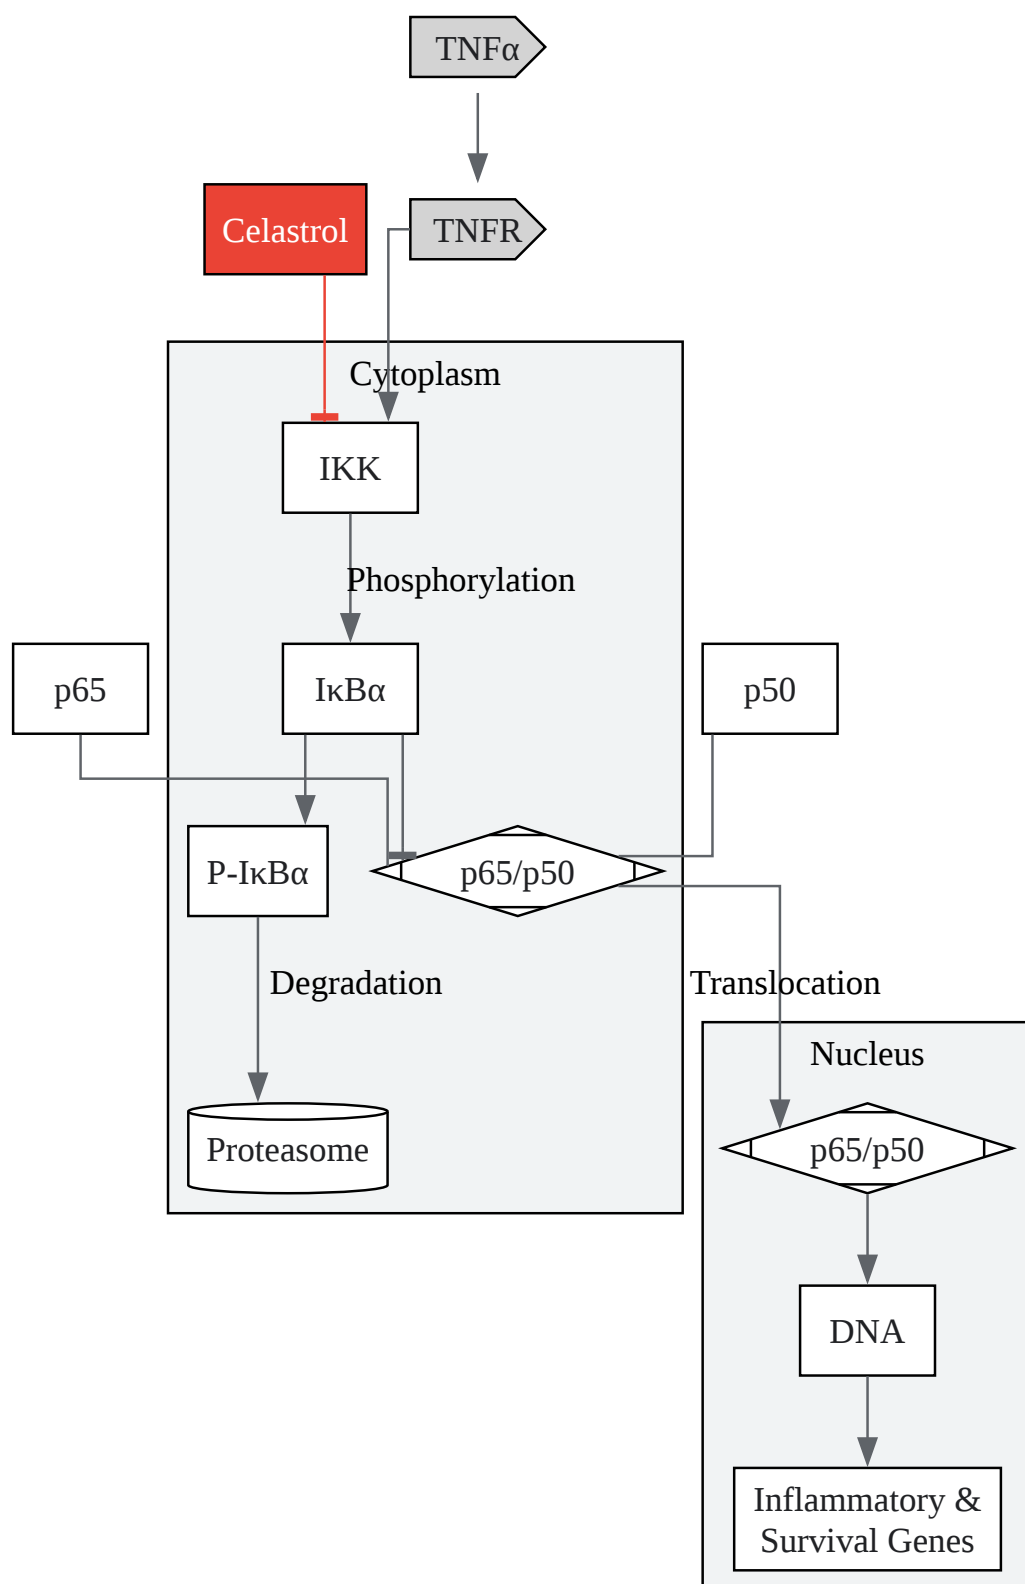 TNFα
Celastrol
TNFR
Cytoplasm
IKK
Phosphorylation
p65
IκBα
p50
P-IκBα
p65/p50
Degradation
Translocation
Nucleus
Proteasome
p65/p50
DNA
Inflammatory &
Survival Genes